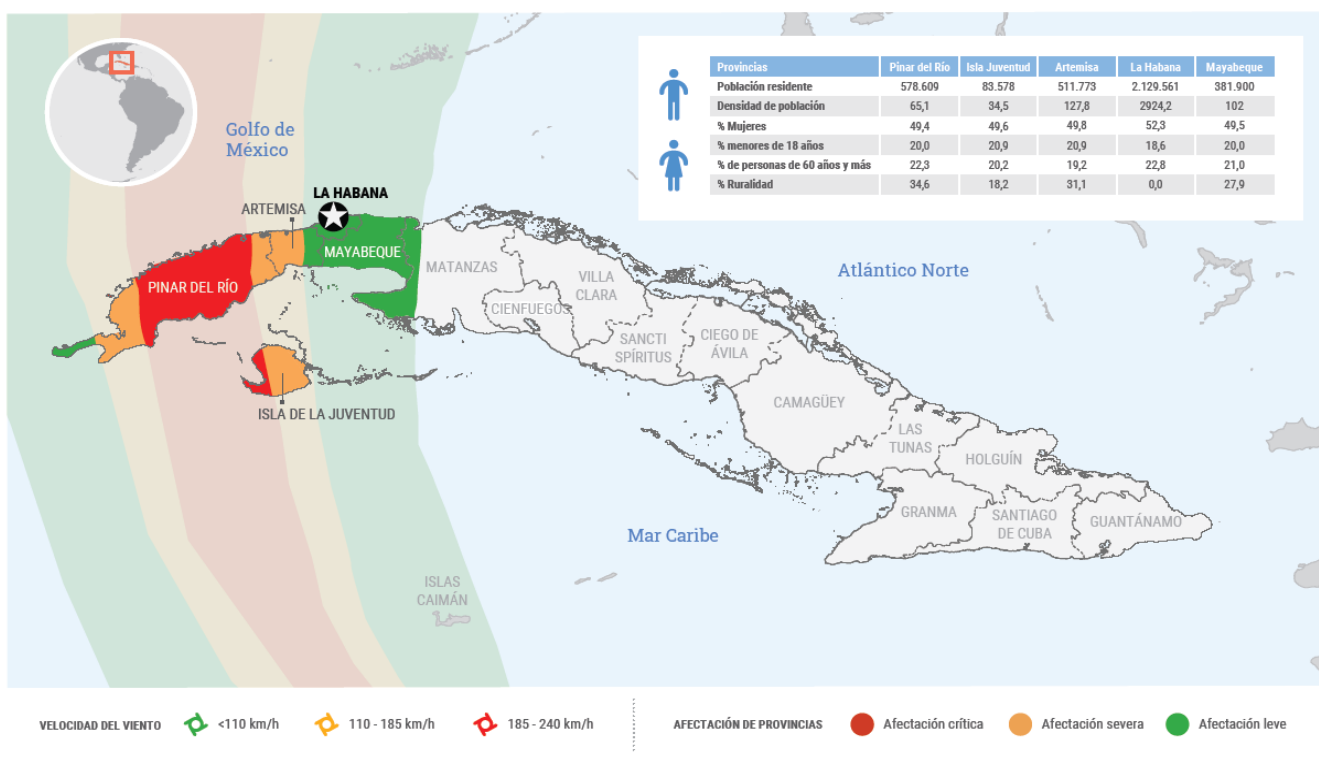 Provincias Pinar del Río Isla Juventud Artemisa La Habana Mayabeque
Población residente 578.609 83.578 511.773 2.129.561 381.900
Densidad de población 65,1 34,5 127,8 2924,2 102
% Mujeres 49,4 49,6 49,8 52,3 49,5
% menores de 18 años 20,0 20,9 20,9 18,6 20,0
% de personas de 60 años y más 22,3 20,2 19,2 22,8 21,0
% Ruralidad 34,6 18,2 31,1 0,0 27,9
Golfo de
México
LA HABANA
ARTEMISA
MAYABEQUE
PINAR DEL RÍO
ISLA DE LA JUVENTUD
MATANZAS
CIENFUEGOS
VILLA
CLARA
SANCTI
SPÍRITUS
CIEGO DE
ÁVILA
Atlántico Norte
CAMAGÜEY
LAS
TUNAS
HOLGUÍN
GRANMA
SANTIAGO
DE CUBA
GUANTÁNAMO
Mar Caribe
ISLAS
CAIMÁN
VELOCIDAD DEL VIENTO <110 km/h 110 - 185 km/h 185 - 240 km/h
AFECTACIÓN DE PROVINCIAS Afectación crítica Afectación severa Afectación leve